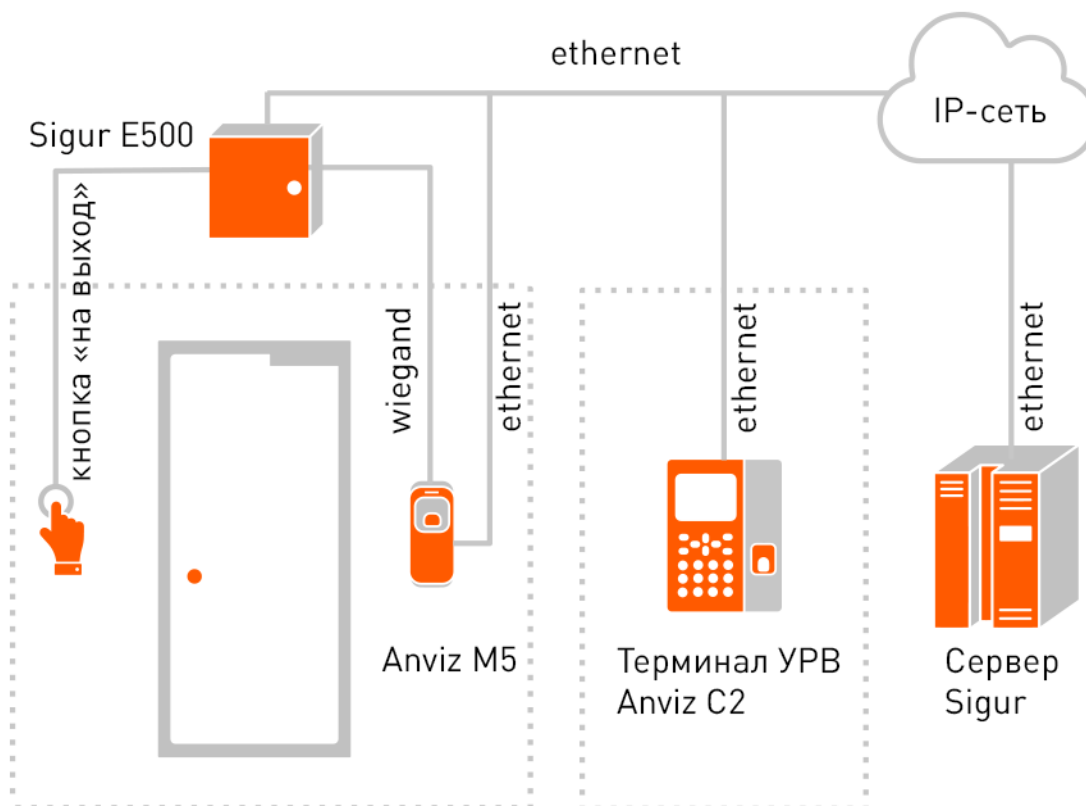 ethernet
IP-сеть
Sigur E500
кнопка «на выход»
wiegand
ethernet
ethernet
ethernet
Anviz M5
Терминал УРВ
Anviz C2
Сервер
Sigur